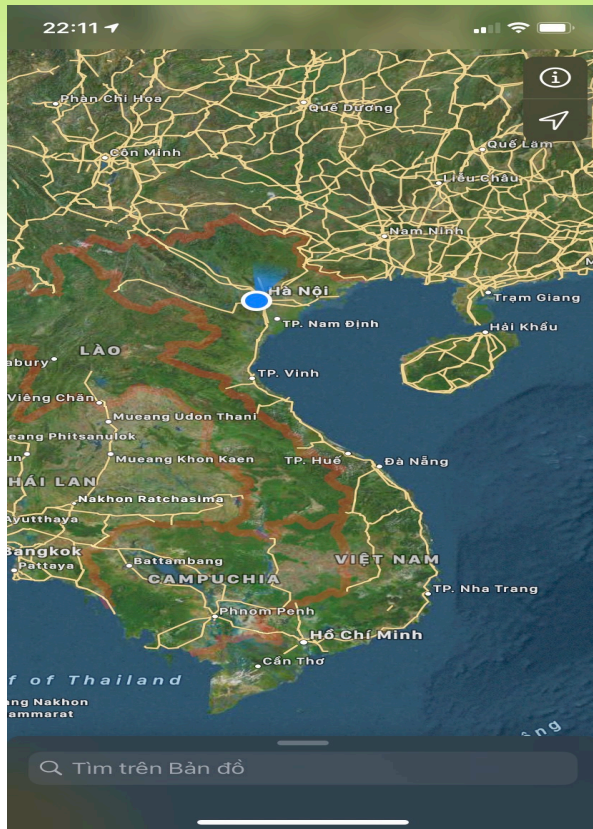 22:11
Phàn Chi Hoa
Quế Dương
Côn Minh
Quế Lâm
Liễu Châu
Nam Ninh
Hà Nội
Trạm Giang
TP. Nam Định
Hải Khẩu
LÀO
abury
TP. Vinh
Viêng Chăn
Mueang Udon Thani
eang Phitsanulok
Mueang Khon Kaen
TP. Huế
Đà Nẵng
HÁI LAN
Nakhon Ratchasima
Ayutthaya
Bangkok
Pattaya
Battambang
VIỆT NAM
CAMPUCHIA
TP. Nha Trang
Phnom Penh
Hồ Chí Minh
Cần Thơ
f of Thailand
ang Nakhon
ammarat
ông
Tìm trên Bản đồ